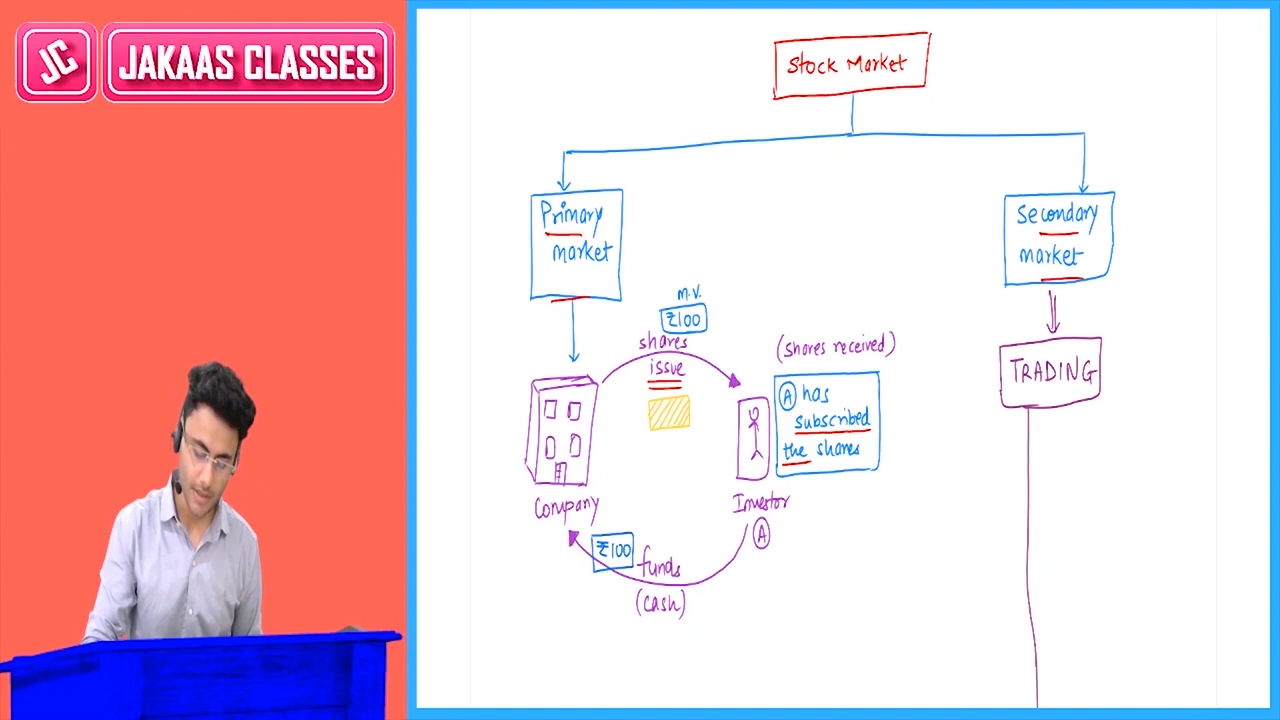 JC
JAKAAS CLASSES
Stock Market
Primary
market
Secondary
market
m.v.
₹100
shares
issue
(shares received)
TRADING
A has
subscribed
the shares
Company
Investor
A
₹100
funds
(cash)